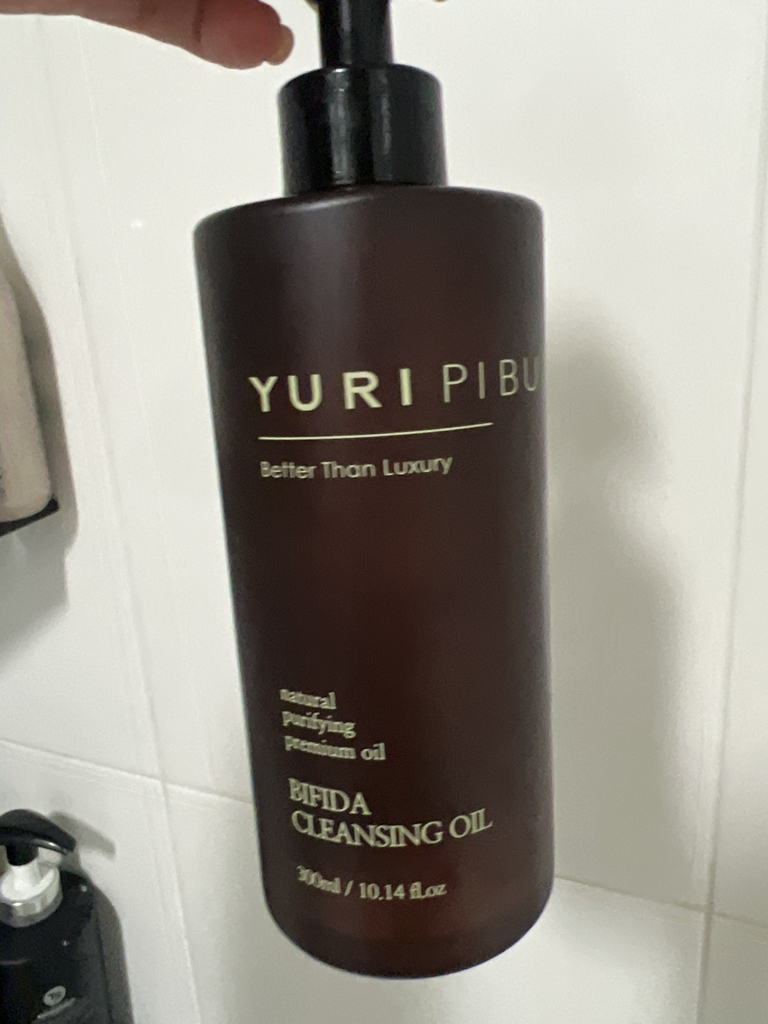 YURI PIBU
Better Than Luxury
natural
purifying
premium oil
BIFIDA
CLEANSING OIL
300ml / 10.14 fl.oz